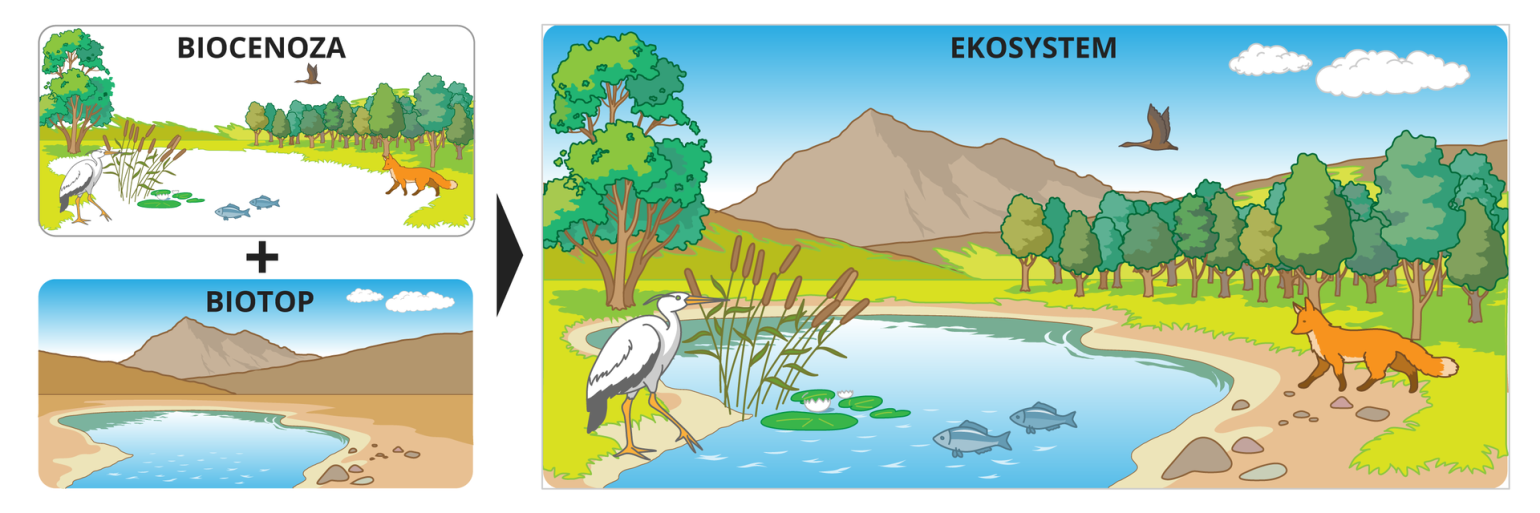 BIOCENOZA
+
BIOTOP
EKOSYSTEM